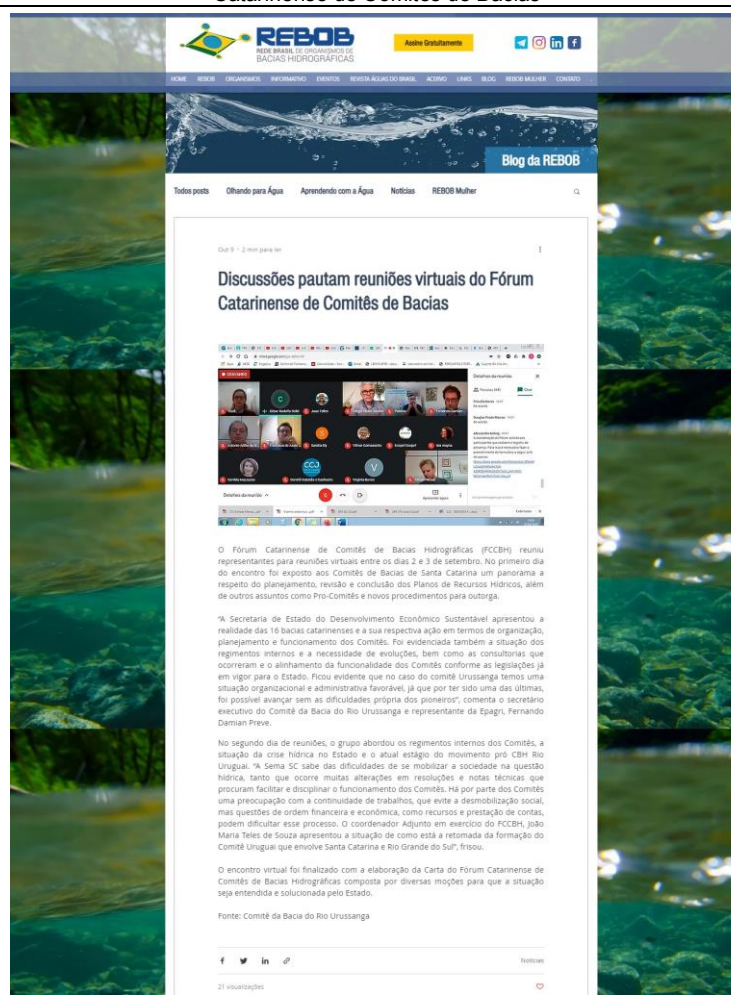 Catarinense de Comitês de Bacias
REBOB
REDE BRASIL DE ORGANISMOS DE
BACIAS HIDROGRÁFICAS
Assine Gratuitamente
HOME REBOB ORGANISMOS INFORMATIVO EVENTOS REVISTA ÁGUAS DO BRASIL ACERVO LINKS BLOG REBOB MULHER CONTATO
Blog da REBOB
Todos posts Olhando para Água Aprendendo com a Água Notícias REBOB Mulher
Out 9 · 2 min para ler
Discussões pautam reuniões virtuais do Fórum
Catarinense de Comitês de Bacias
Detalhes da reunião
O Fórum Catarinense de Comitês de Bacias Hidrográficas (FCCBH) reuniu
representantes para reuniões virtuais entre os dias 2 e 3 de setembro. No primeiro dia
do encontro foi exposto aos Comitês de Bacias de Santa Catarina um panorama a
respeito do planejamento, revisão e conclusão dos Planos de Recursos Hídricos, além
de outros assuntos como Pro-Comitês e novos procedimentos para outorga.
"A Secretaria de Estado do Desenvolvimento Econômico Sustentável apresentou a
realidade das 16 bacias catarinenses e a sua respectiva ação em termos de organização,
planejamento e funcionamento dos Comitês. Foi evidenciada também a situação dos
regimentos internos e a necessidade de evoluções, bem como as consultorias que
ocorreram e o alinhamento da funcionalidade dos Comitês conforme as legislações já
em vigor para o Estado. Ficou evidente que no caso do comitê Urussanga temos uma
situação organizacional e administrativa favorável, já que por ter sido uma das últimas,
foi possível avançar sem as dificuldades própria dos pioneiros", comenta o secretário
executivo do Comitê da Bacia do Rio Urussanga e representante da Epagri, Fernando
Damian Preve.
No segundo dia de reuniões, o grupo abordou os regimentos internos dos Comitês, a
situação da crise hídrica no Estado e o atual estágio do movimento pró CBH Rio
Uruguai. "A Sema SC sabe das dificuldades de se mobilizar a sociedade na questão
hídrica, tanto que ocorre muitas alterações em resoluções e notas técnicas que
procuram facilitar e disciplinar o funcionamento dos Comitês. Há por parte dos Comitês
uma preocupação com a continuidade de trabalhos, que evite a desmobilização social,
mas questões de ordem financeira e econômica, como recursos e prestação de contas,
podem dificultar esse processo. O coordenador Adjunto em exercício do FCCBH, João
Maria Teles de Souza apresentou a situação de como está a retomada da formação do
Comitê Uruguai que envolve Santa Catarina e Rio Grande do Sul", frisou.
O encontro virtual foi finalizado com a elaboração da Carta do Fórum Catarinense de
Comitês de Bacias Hidrográficas composta por diversas moções para que a situação
seja entendida e solucionada pelo Estado.
Fonte: Comitê da Bacia do Rio Urussanga
Notícias
21 visualizações